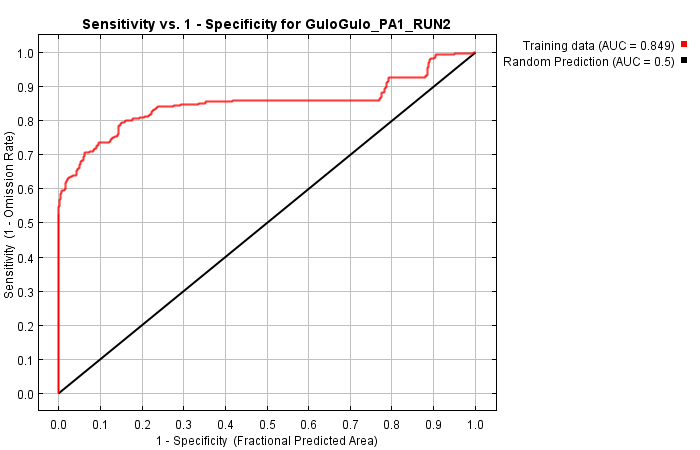 Sensitivity vs. 1 - Specificity for GuloGulo_PA1_RUN2
Training data (AUC = 0.849)
Random Prediction (AUC = 0.5)
Sensitivity (1 - Omission Rate)
1.0
0.9
0.8
0.7
0.6
0.5
0.4
0.3
0.2
0.1
0.0
0.0 0.1 0.2 0.3 0.4 0.5 0.6 0.7 0.8 0.9 1.0
1 - Specificity (Fractional Predicted Area)